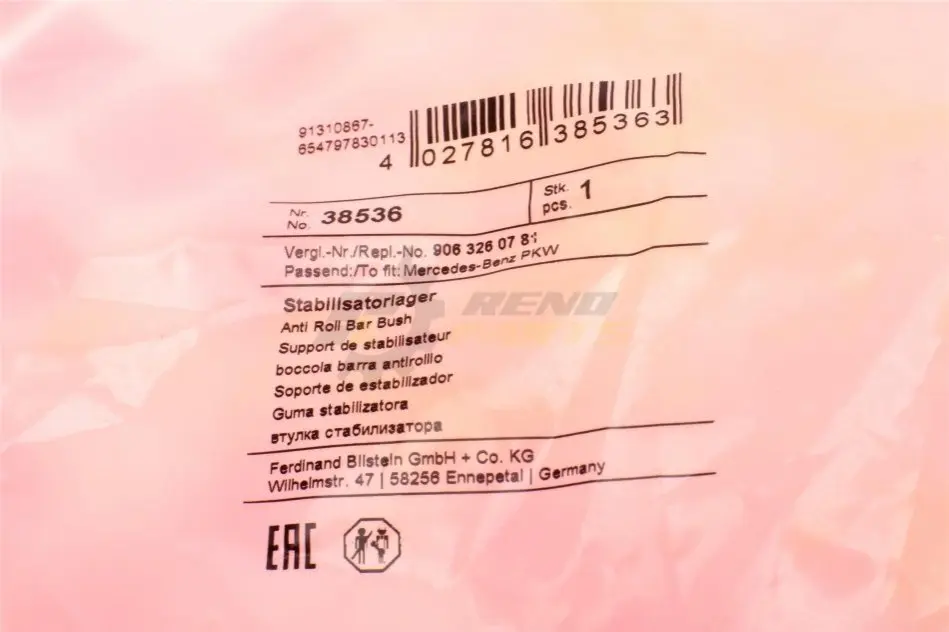 91310867-
654797830113
4 027816 385363
Nr.
No. 38536
Stk.
pcs. 1
Vergl.-Nr./Repl.-No. 906 326 07 81
Passend:/To fit: Mercedes-Benz PKW
Stabilisatorlager
Anti Roll Bar Bush
Support de stabilisateur
boccola barra antirollio
Soporte de estabilizador
Guma stabilizatora
втулка стабилизатора
Ferdinand Bilstein GmbH + Co. KG
Wilhelmstr. 47 | 58256 Ennepetal | Germany
EAC
REND